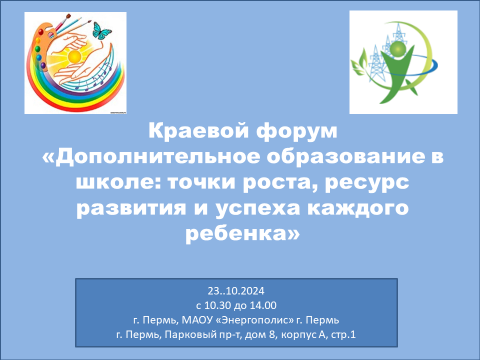 Краевой форум
«Дополнительное образование в
школе: точки роста, ресурс
развития и успеха каждого
ребенка»
23..10.2024
с 10.30 до 14.00
г. Пермь, МАОУ «Энергополис» г. Пермь
г. Пермь, Парковый пр-т, дом 8, корпус А, стр.1